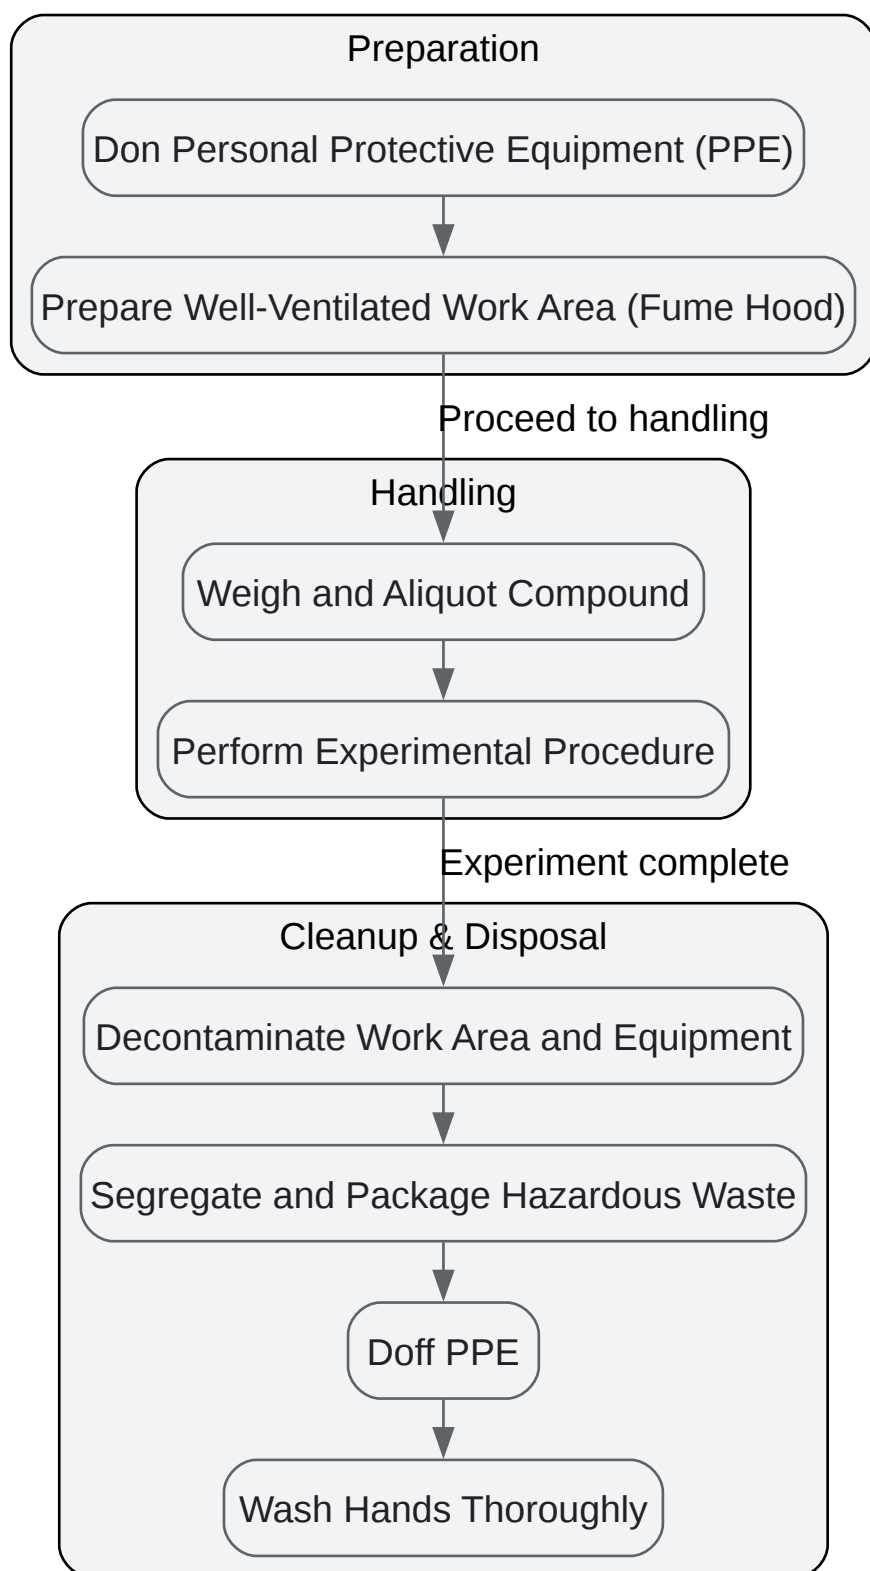 Preparation
Don Personal Protective Equipment (PPE)
Prepare Well-Ventilated Work Area (Fume Hood)
Proceed to handling
Handling
Weigh and Aliquot Compound
Perform Experimental Procedure
Experiment complete
Cleanup & Disposal
Decontaminate Work Area and Equipment
Segregate and Package Hazardous Waste
Doff PPE
Wash Hands Thoroughly